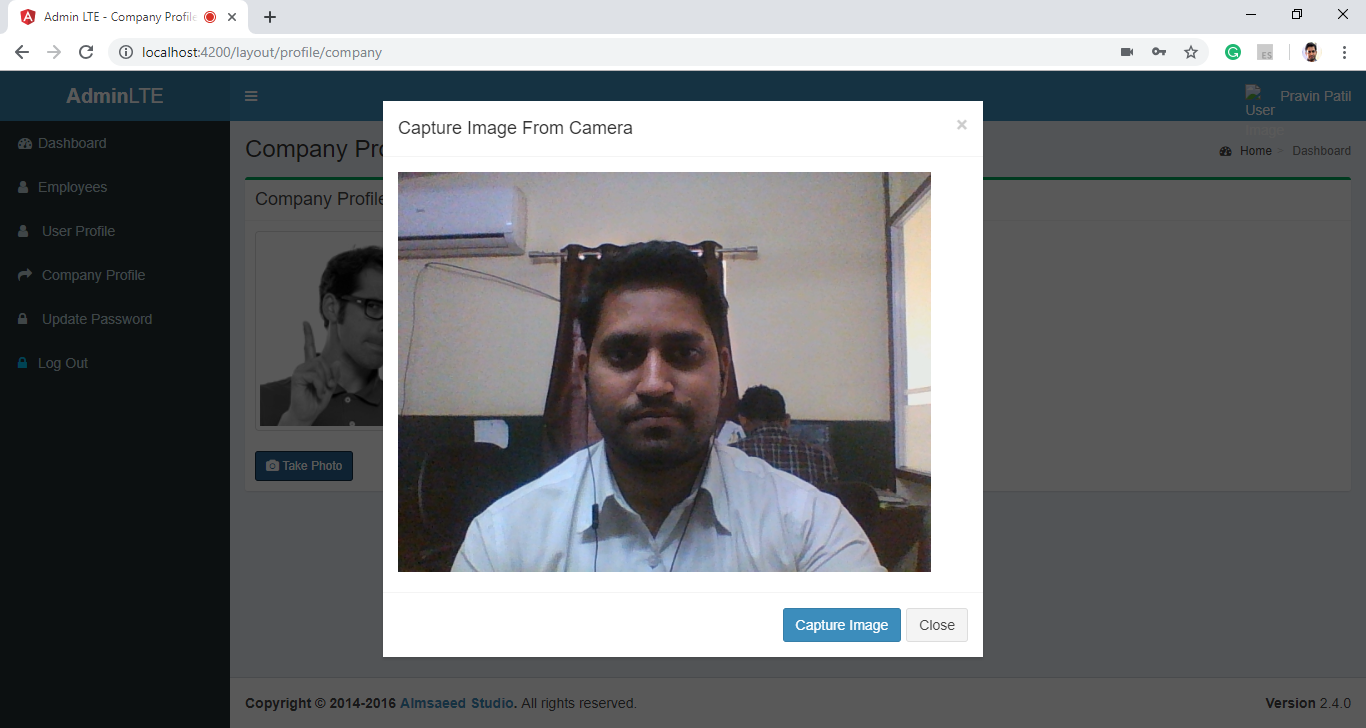 Admin LTE - Company Profile
localhost:4200/layout/profile/company
ES
AdminLTE
User
Image
Pravin Patil
Dashboard
Employees
User Profile
Company Profile
Update Password
Log Out
Company Pro
Home > Dashboard
Company Profile
Take Photo
Capture Image From Camera
×
Capture Image
Close
Copyright © 2014-2016 Almsaeed Studio. All rights reserved.
Version 2.4.0